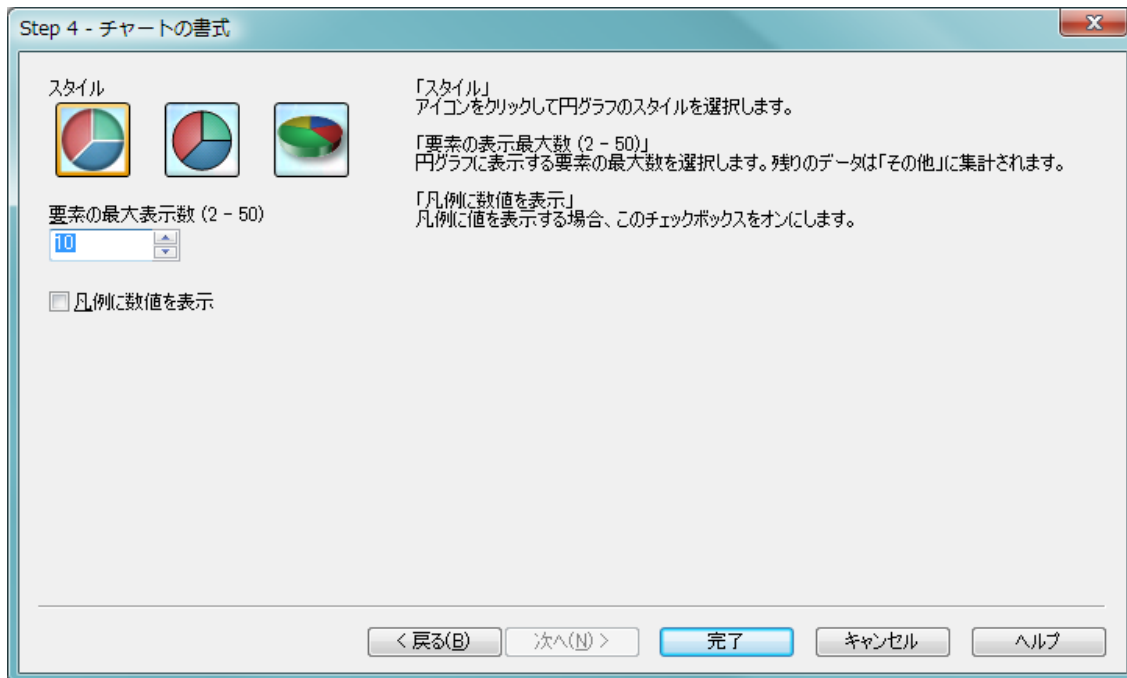 Step 4 - チャートの書式
スタイル
要素の最大表示数 (2 - 50)
10
凡例に数値を表示
「スタイル」
アイコンをクリックして円グラフのスタイルを選択します。
「要素の表示最大数 (2 - 50)」
円グラフに表示する要素の最大数を選択します。残りのデータは「その他」に集計されます。
「凡例に数値を表示」
凡例に値を表示する場合、このチェックボックスをオンにします。
< 戻る(B)
次へ(N) >
完了
キャンセル
ヘルプ